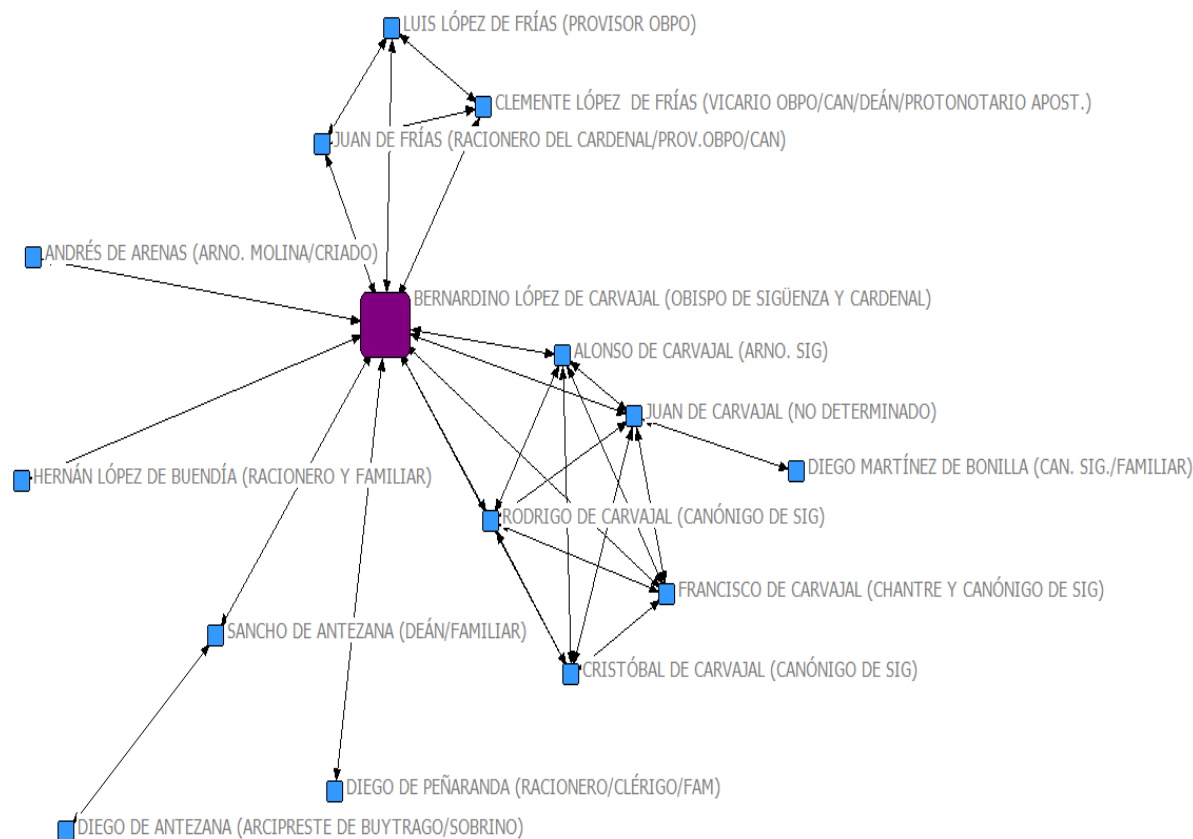 LUIS LÓPEZ DE FRÍAS (PROVISOR OBPO)
CLEMENTE LÓPEZ DE FRÍAS (VICARIO OBPO/CAN/DEÁN/PROTONOTARIO APOST.)
JUAN DE FRÍAS (RACIONERO DEL CARDENAL/PROV.OBPO/CAN)
ANDRÉS DE ARENAS (ARNO. MOLINA/CRIADO)
BERNARDINO LÓPEZ DE CARVAJAL (OBISPO DE SIGÜENZA Y CARDENAL)
ALONSO DE CARVAJAL (ARNO. SIG)
JUAN DE CARVAJAL (NO DETERMINADO)
DIEGO MARTÍNEZ DE BONILLA (CAN. SIG./FAMILIAR)
HERNÁN LÓPEZ DE BUENDÍA (RACIONERO Y FAMILIAR)
RODRIGO DE CARVAJAL (CANÓNIGO DE SIG)
FRANCISCO DE CARVAJAL (CHANTRE Y CANÓNIGO DE SIG)
SANCHO DE ANTEZANA (DEÁN/FAMILIAR)
CRISTÓBAL DE CARVAJAL (CANÓNIGO DE SIG)
DIEGO DE PEÑARANDA (RACIONERO/CLÉRIGO/FAM)
DIEGO DE ANTEZANA (ARCIPRESTE DE BUYTRAGO/SOBRINO)